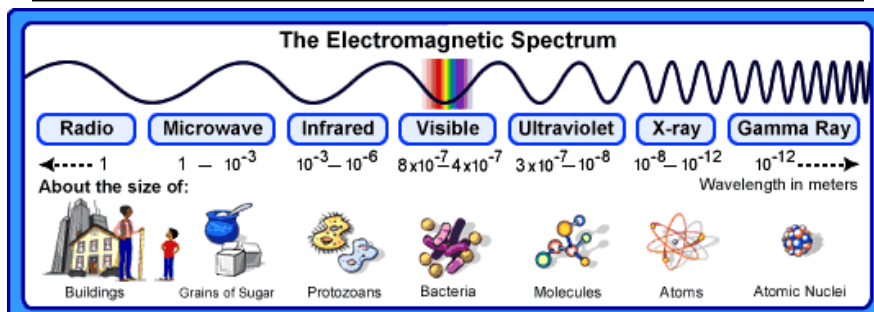 The Electromagnetic Spectrum
Radio Microwave Infrared Visible Ultraviolet X-ray Gamma Ray
1 1 – 10⁻³ 10⁻³–10⁻⁶ 8x10⁻⁷–4x10⁻⁷ 3x10⁻⁷–10⁻⁸ 10⁻⁸–10⁻¹² 10⁻¹²
About the size of: Wavelength in meters
Buildings Grains of Sugar Protozoans Bacteria Molecules Atoms Atomic Nuclei